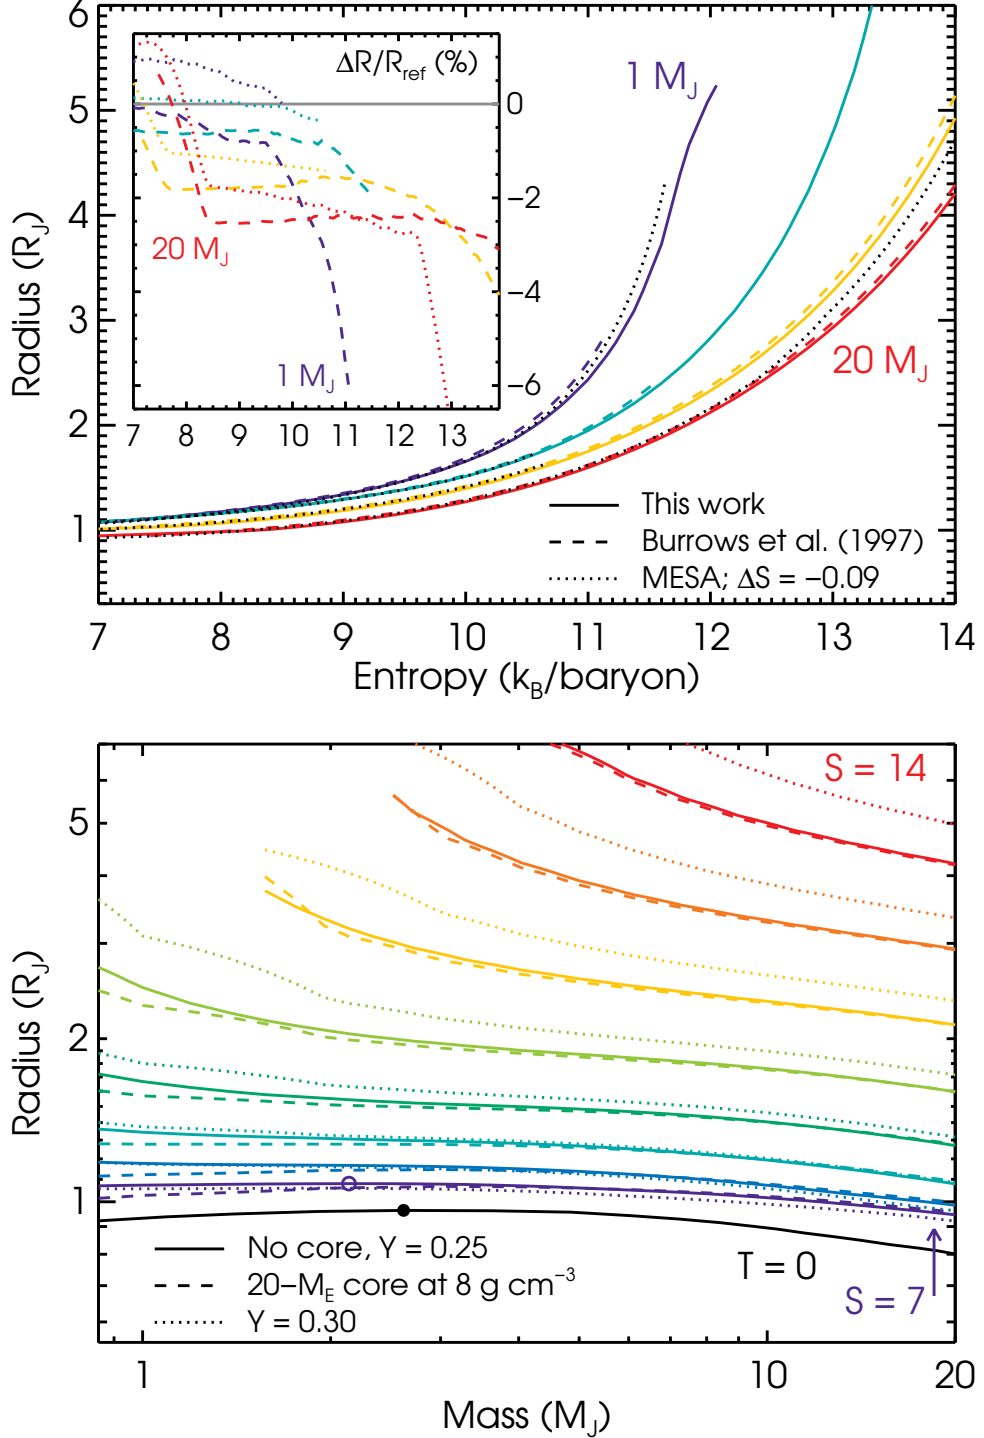 6
5
4
3
2
1
Radius (R_J)
ΔR/R_ref (%)
0
−2
−4
−6
20 M_J
1 M_J
7 8 9 10 11 12 13
1 M_J
20 M_J
This work
Burrows et al. (1997)
MESA; ΔS = −0.09
7 8 9 10 11 12 13 14
Entropy (k_B/baryon)
5
2
1
Radius (R_J)
S = 14
No core, Y = 0.25
20−M_E core at 8 g cm⁻³
Y = 0.30
T = 0
S = 7
1 10 20
Mass (M_J)